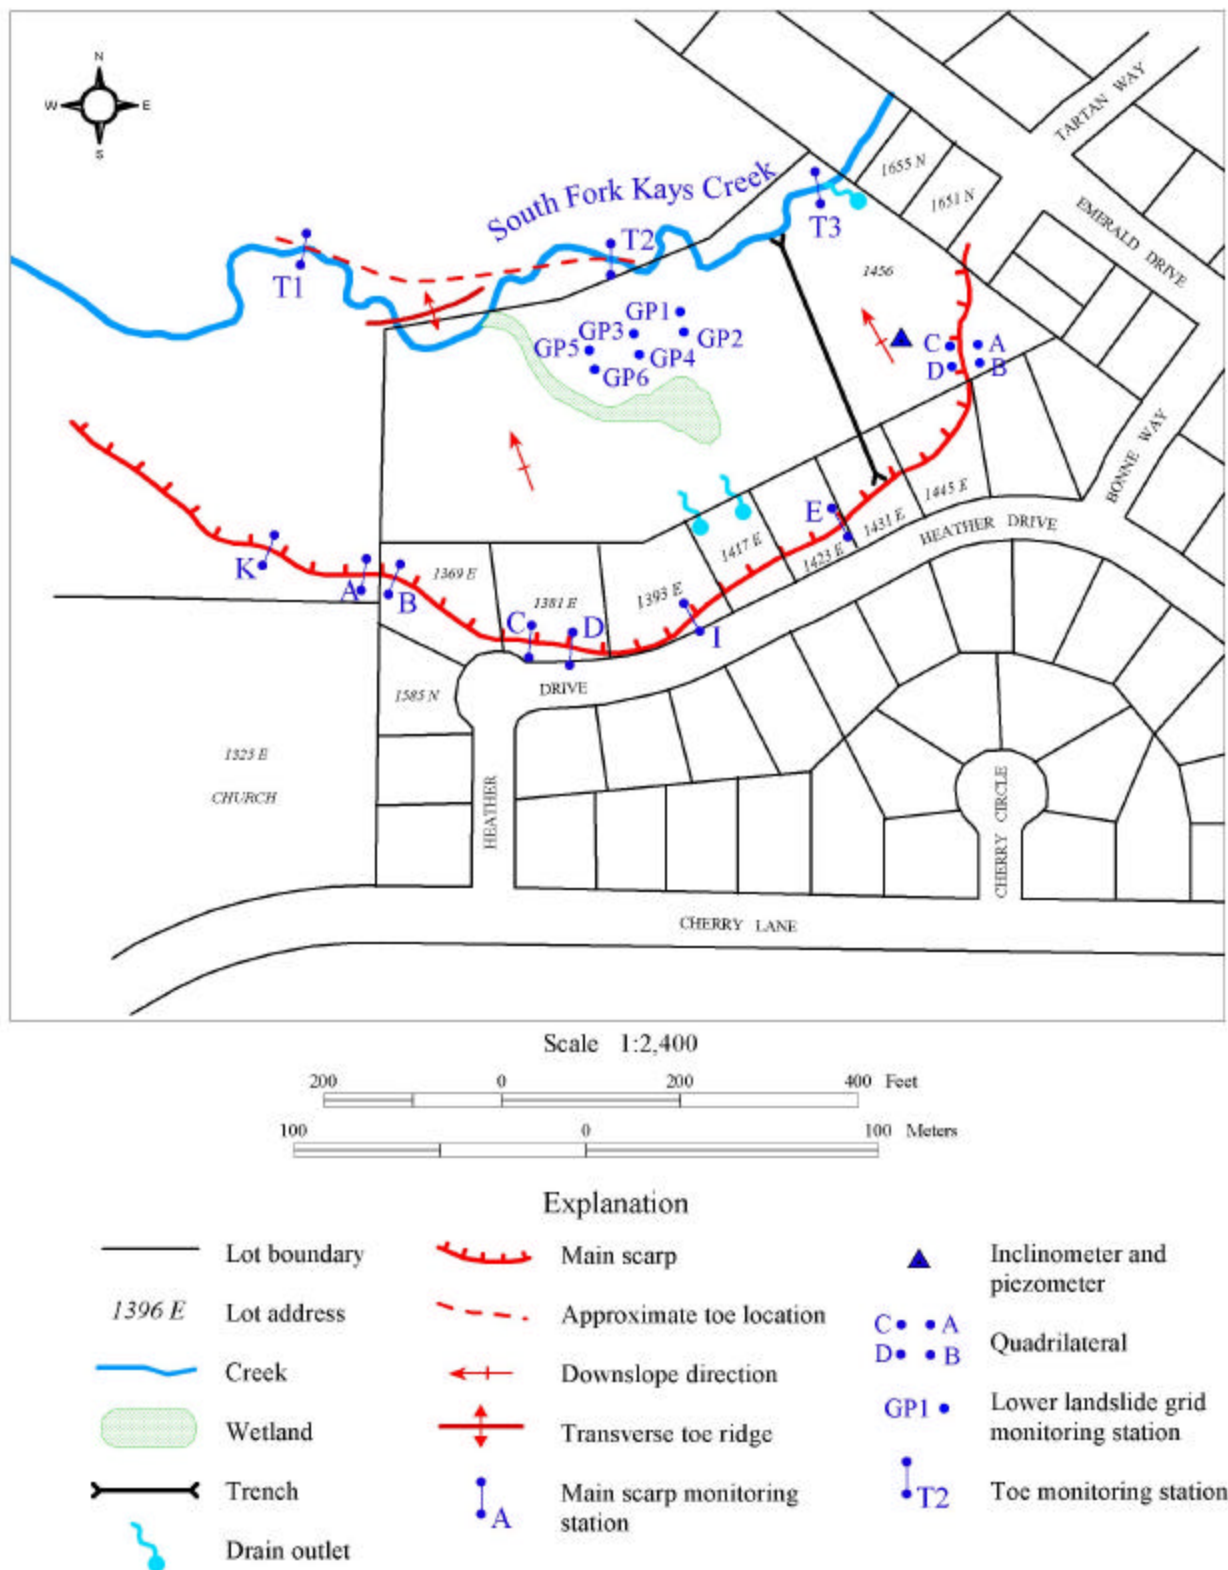 N
W E
S
TARTAN WAY
1655 N
1651 N
EMERALD DRIVE
South Fork Kays Creek
T1
T2
T3
1456
GP1
GP3
GP2
GP5
GP4
GP6
C A
D B
BONNE WAY
1445 E
HEATHER DRIVE
E
1431 E
1423 E
1417 E
K
A
B
1369 E
1381 E
1393 E
C
D
I
1585 N
DRIVE
1325 E
CHURCH
HEATHER
CHERRY CIRCLE
CHERRY LANE
Scale 1:2,400
200 0 200 400 Feet
100 0 100 Meters
Explanation
Lot boundary
1396 E Lot address
Creek
Wetland
Trench
Drain outlet
Main scarp
Approximate toe location
Downslope direction
Transverse toe ridge
A
Main scarp monitoring
station
Inclinometer and
piezometer
C A
D B
Quadrilateral
GP1
Lower landslide grid
monitoring station
T2
Toe monitoring station